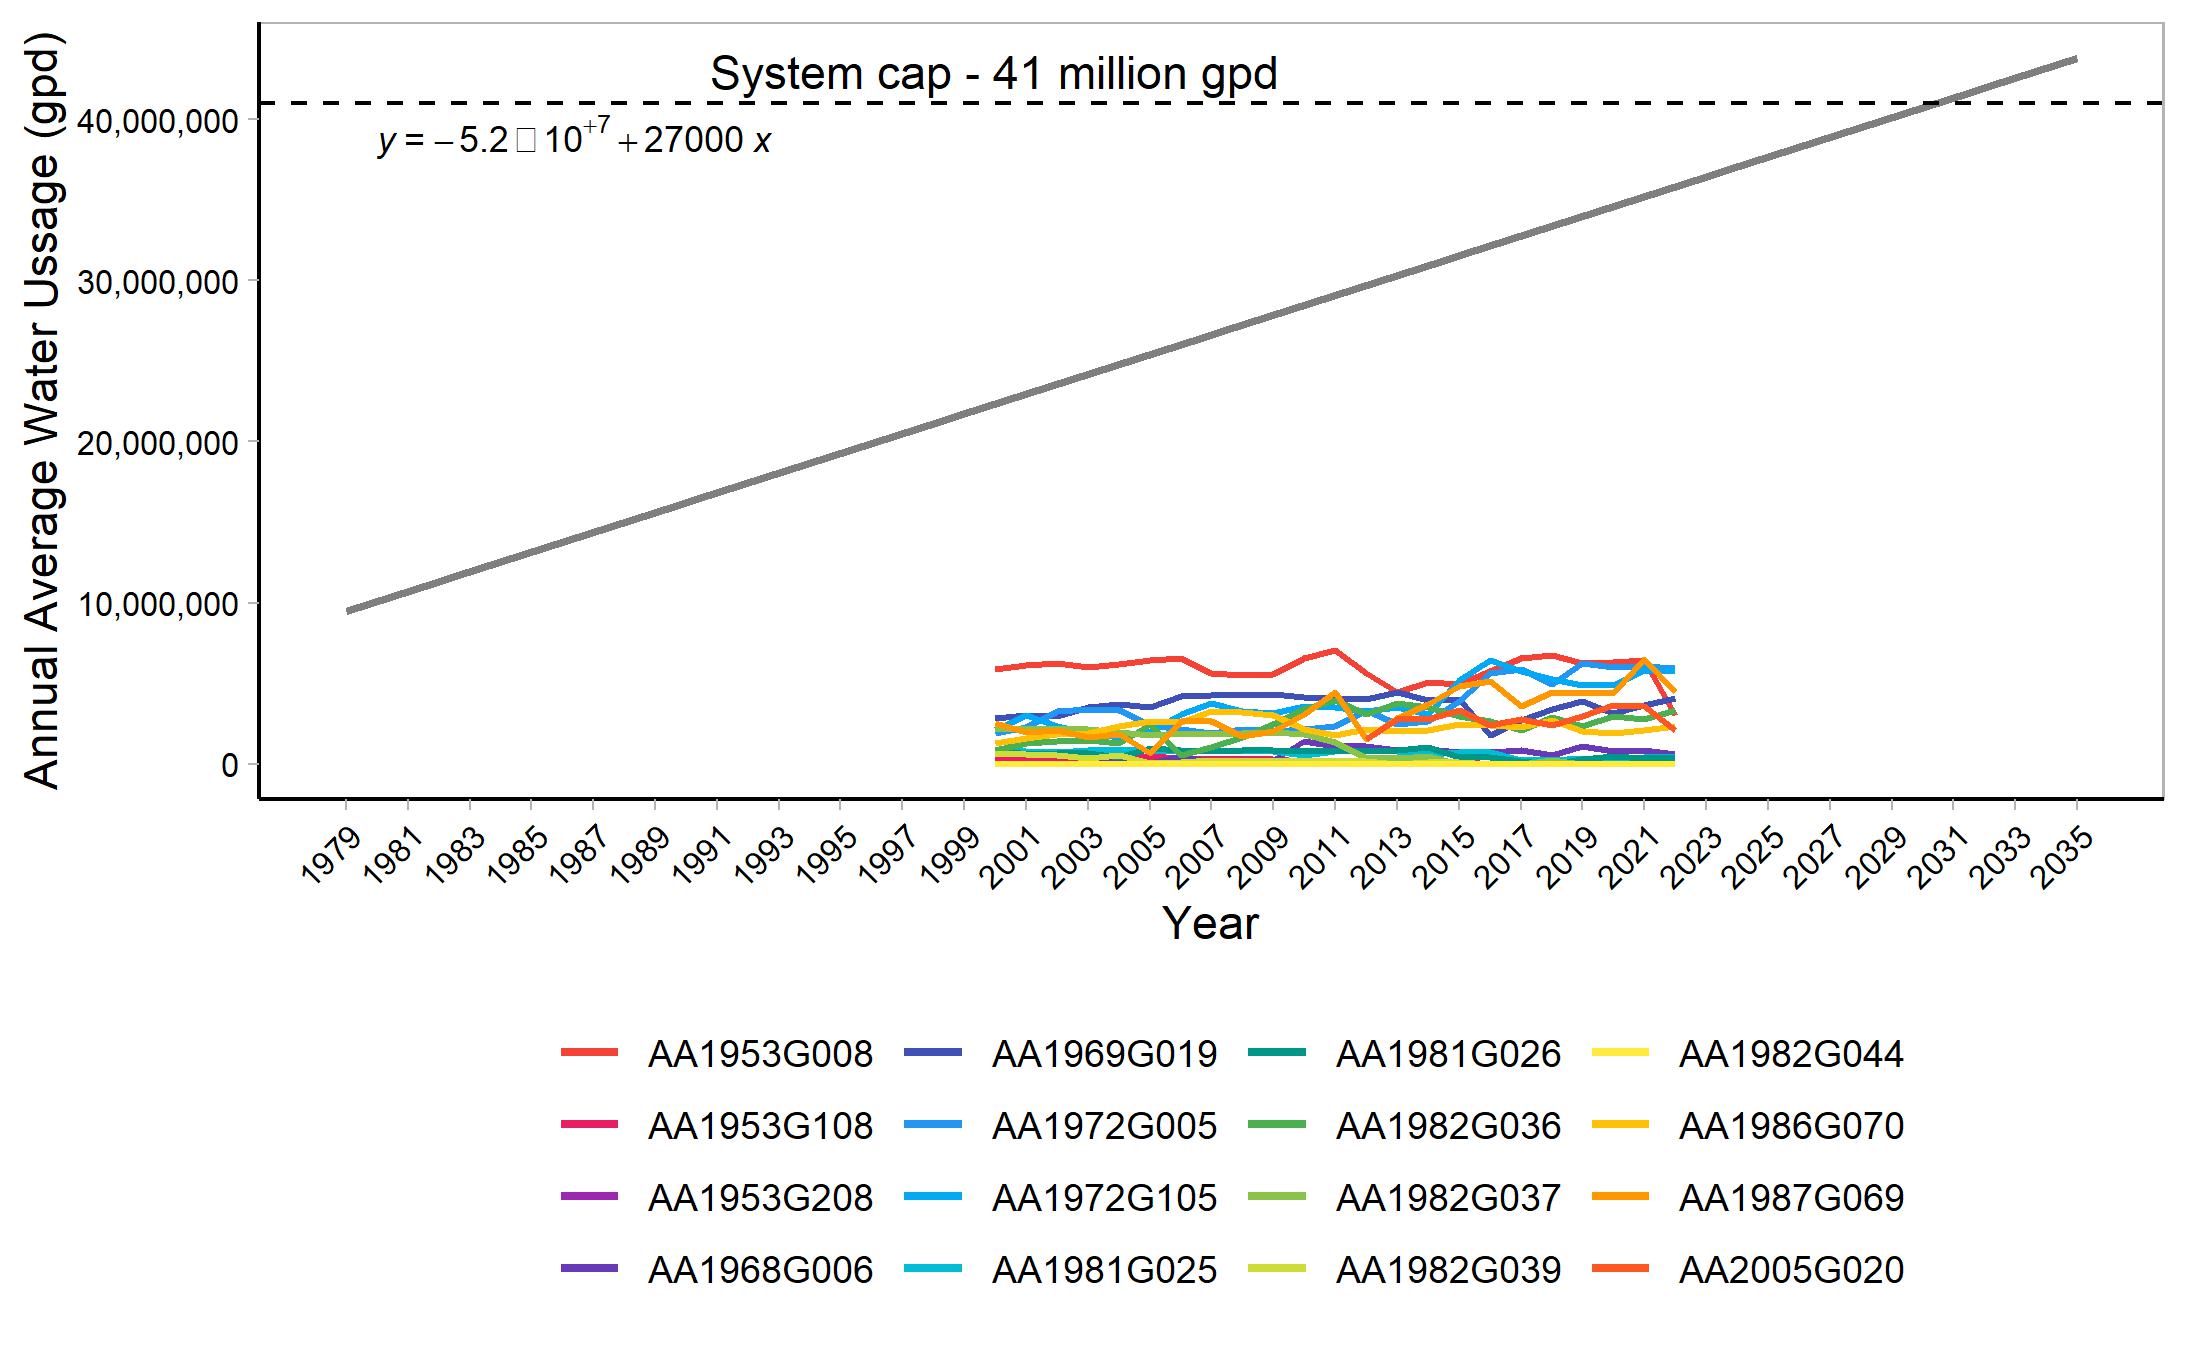 Annual Average Water Ussage (gpd)
System cap - 41 million gpd
y = − 5.2 □ 10⁺⁷ + 27000 x
40,000,000
30,000,000
20,000,000
10,000,000
0
1979 1981 1983 1985 1987 1989 1991 1993 1995 1997 1999 2001 2003 2005 2007 2009 2011 2013 2015 2017 2019 2021 2023 2025 2027 2029 2031 2033 2035
Year
AA1953G008 AA1969G019 AA1981G026 AA1982G044
AA1953G108 AA1972G005 AA1982G036 AA1986G070
AA1953G208 AA1972G105 AA1982G037 AA1987G069
AA1968G006 AA1981G025 AA1982G039 AA2005G020